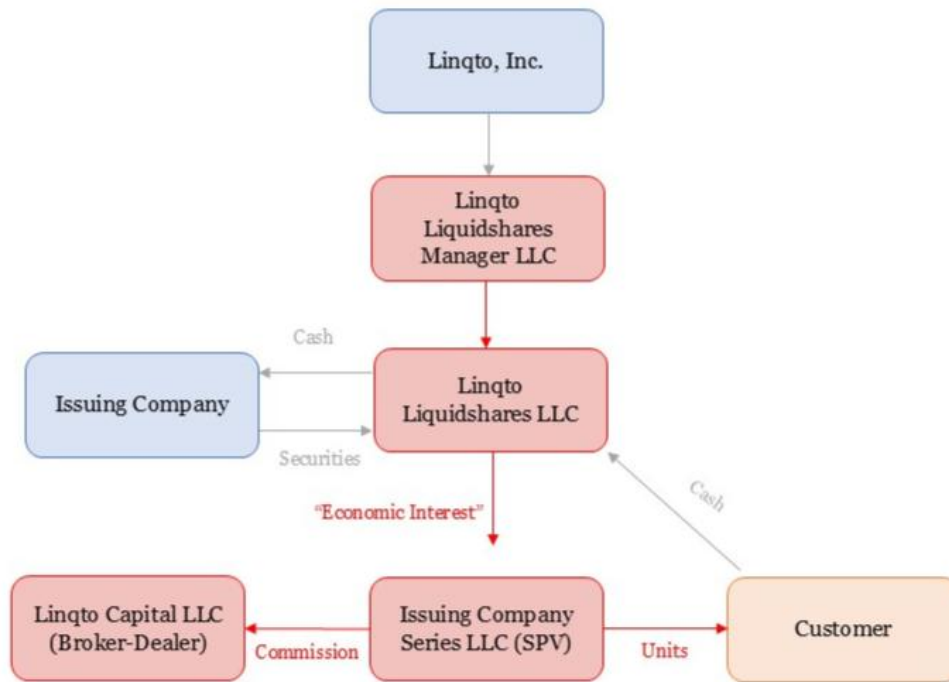 Linqto, Inc.
Linqto
Liquidshares
Manager LLC
Cash
Issuing Company
Linqto
Liquidshares LLC
Securities
“Economic Interest”
Cash
Linqto Capital LLC
(Broker-Dealer)
Commission
Issuing Company
Series LLC (SPV)
Units
Customer